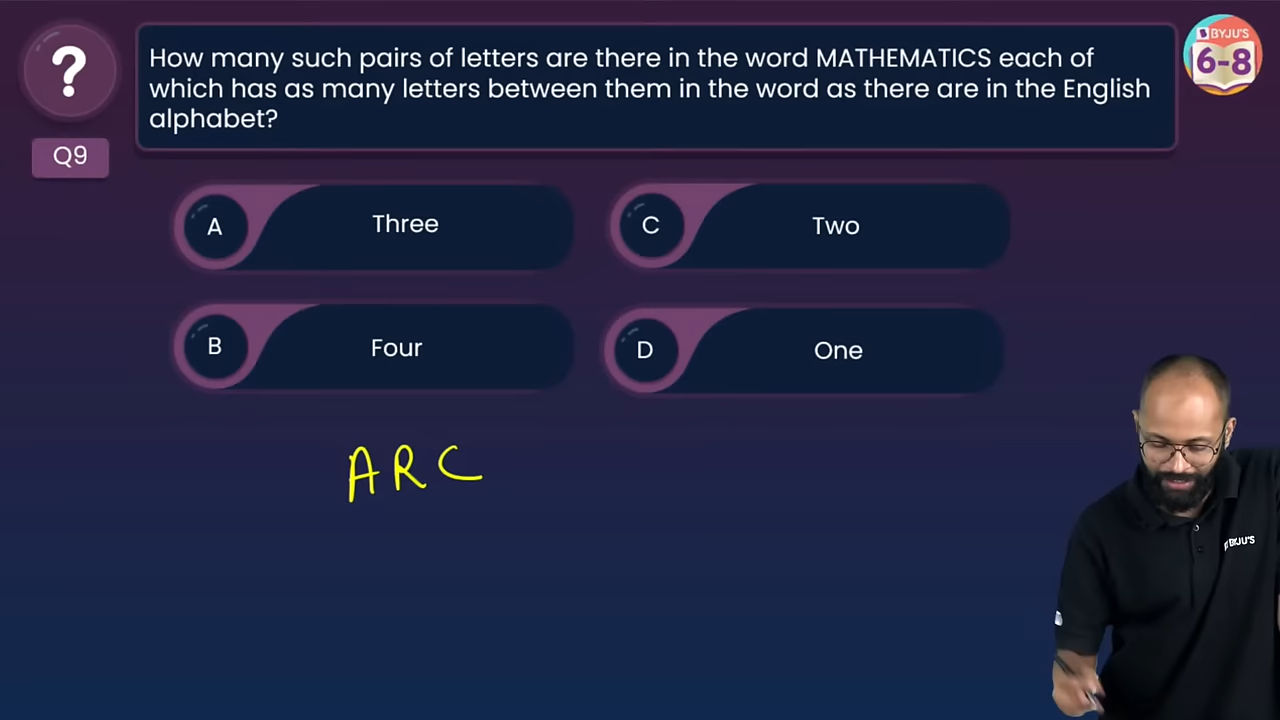 ?
How many such pairs of letters are there in the word MATHEMATICS each of
which has as many letters between them in the word as there are in the English
alphabet?
BYJU'S
6-8
Q9
A Three
C Two
B Four
D One
ARC
BYJU'S